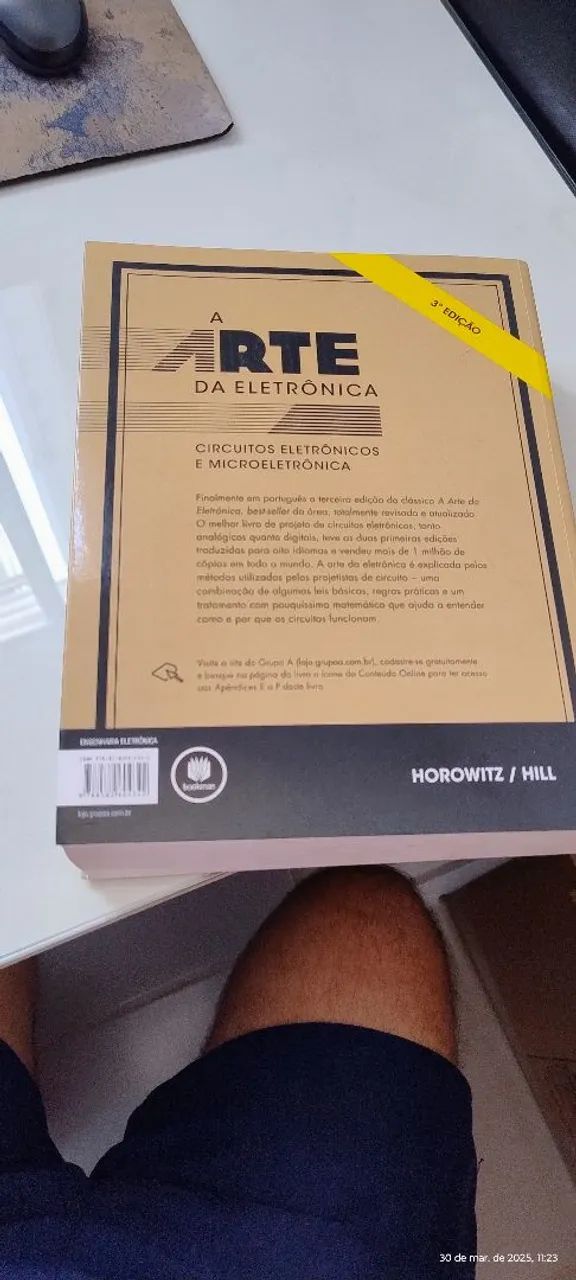 3ª EDIÇÃO
A
ARTE
DA ELETRÔNICA
CIRCUITOS ELETRÔNICOS
E MICROELETRÔNICA
Finalmente em português a terceira edição do clássico A Arte da
Eletrônica, best-seller da área, totalmente revisada e atualizada.
O melhor livro de projeto de circuitos eletrônicos, tanto
analógicos quanto digitais, teve as duas primeiras edições
traduzidas para oito idiomas e vendeu mais de 1 milhão de
cópias em todo o mundo. A arte da eletrônica é explicada pelos
métodos utilizados pelos projetistas de circuito – uma
combinação de algumas leis básicas, regras práticas e um
tratamento com pouquíssima matemática que ajuda a entender
como e por que os circuitos funcionam.
Visite o site do Grupo A (loja.grupoa.com.br), cadastre-se gratuitamente
e busque na página do livro o ícone do Conteúdo Online para ter acesso
aos Apêndices E a P deste livro.
ENGENHARIA ELÉTRÔNICA
bookman
HOROWITZ / HILL
loja.grupoa.com.br
30 de mar. de 2025, 11:23